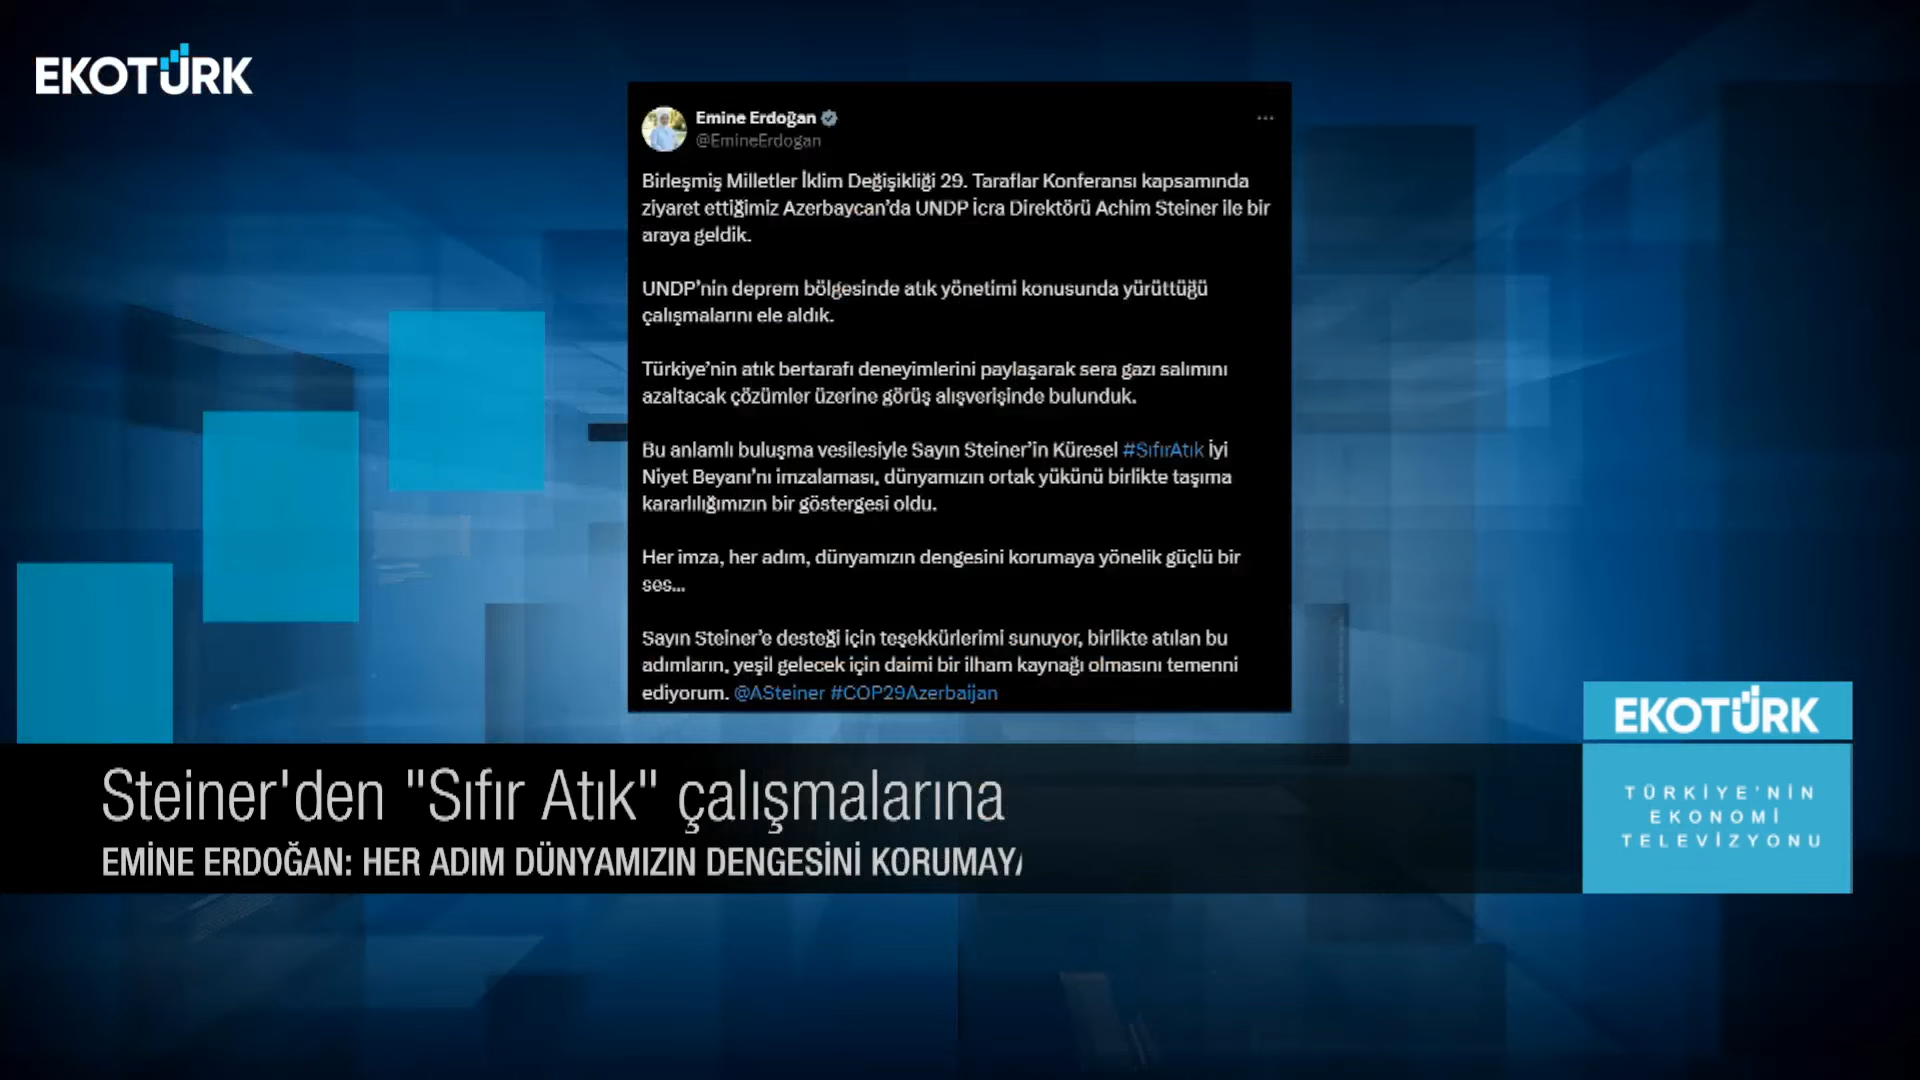 EKOTÜRK
Emine Erdoğan
@EmineErdogan
Birleşmiş Milletler İklim Değişikliği 29. Taraflar Konferansı kapsamında
ziyaret ettiğimiz Azerbaycan’da UNDP İcra Direktörü Achim Steiner ile bir
araya geldik.
UNDP’nin deprem bölgesinde atık yönetimi konusunda yürüttüğü
çalışmalarını ele aldık.
Türkiye’nin atık bertarafı deneyimlerini paylaşarak sera gazı salımını
azaltacak çözümler üzerine görüş alışverişinde bulunduk.
Bu anlamlı buluşma vesilesiyle Sayın Steiner’in Küresel #SıfırAtık İyi
Niyet Beyanı’nı imzalaması, dünyamızın ortak yükünü birlikte taşıma
kararlılığımızın bir göstergesi oldu.
Her imza, her adım, dünyamızın dengesini korumaya yönelik güçlü bir
ses...
Sayın Steiner’e desteği için teşekkürlerimi sunuyor, birlikte atılan bu
adımların, yeşil gelecek için daimi bir ilham kaynağı olmasını temenni
ediyorum. @ASteiner #COP29Azerbaijan
Steiner'den "Sıfır Atık" çalışmalarına
EMİNE ERDOĞAN: HER ADIM DÜNYAMIZIN DENGESİNİ KORUMAYA
EKOTÜRK
TÜRKİYE'NİN
EKONOMİ
TELEVİZYONU